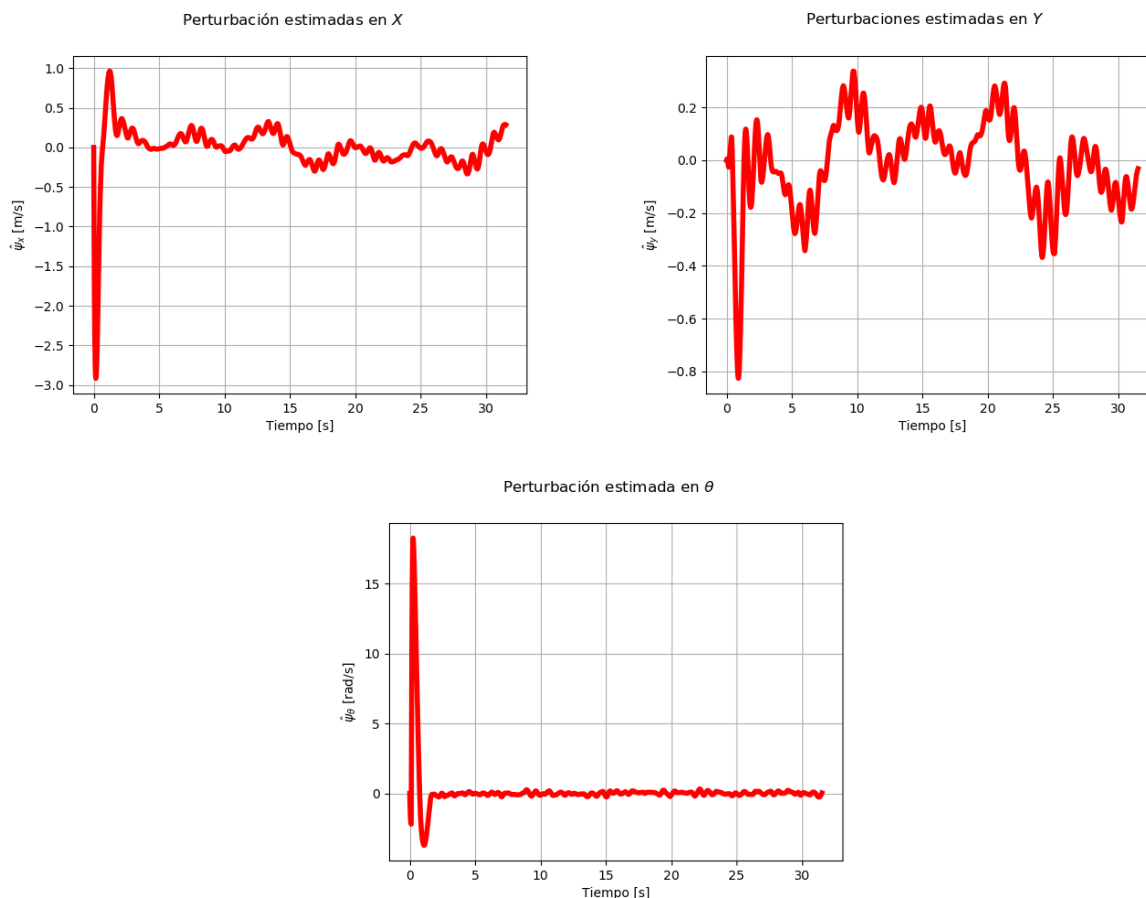 Perturbación estimadas en X
Perturbaciones estimadas en Y
1.0
0.5
0.0
−0.5
−1.0
−1.5
−2.0
−2.5
−3.0
ψ̂ₓ [m/s]
0 5 10 15 20 25 30
Tiempo [s]
0.2
0.0
−0.2
−0.4
−0.6
−0.8
ψ̂_y [m/s]
0 5 10 15 20 25 30
Tiempo [s]
Perturbación estimada en θ
15
10
5
0
ψ̂_θ [rad/s]
0 5 10 15 20 25 30
Tiempo [s]